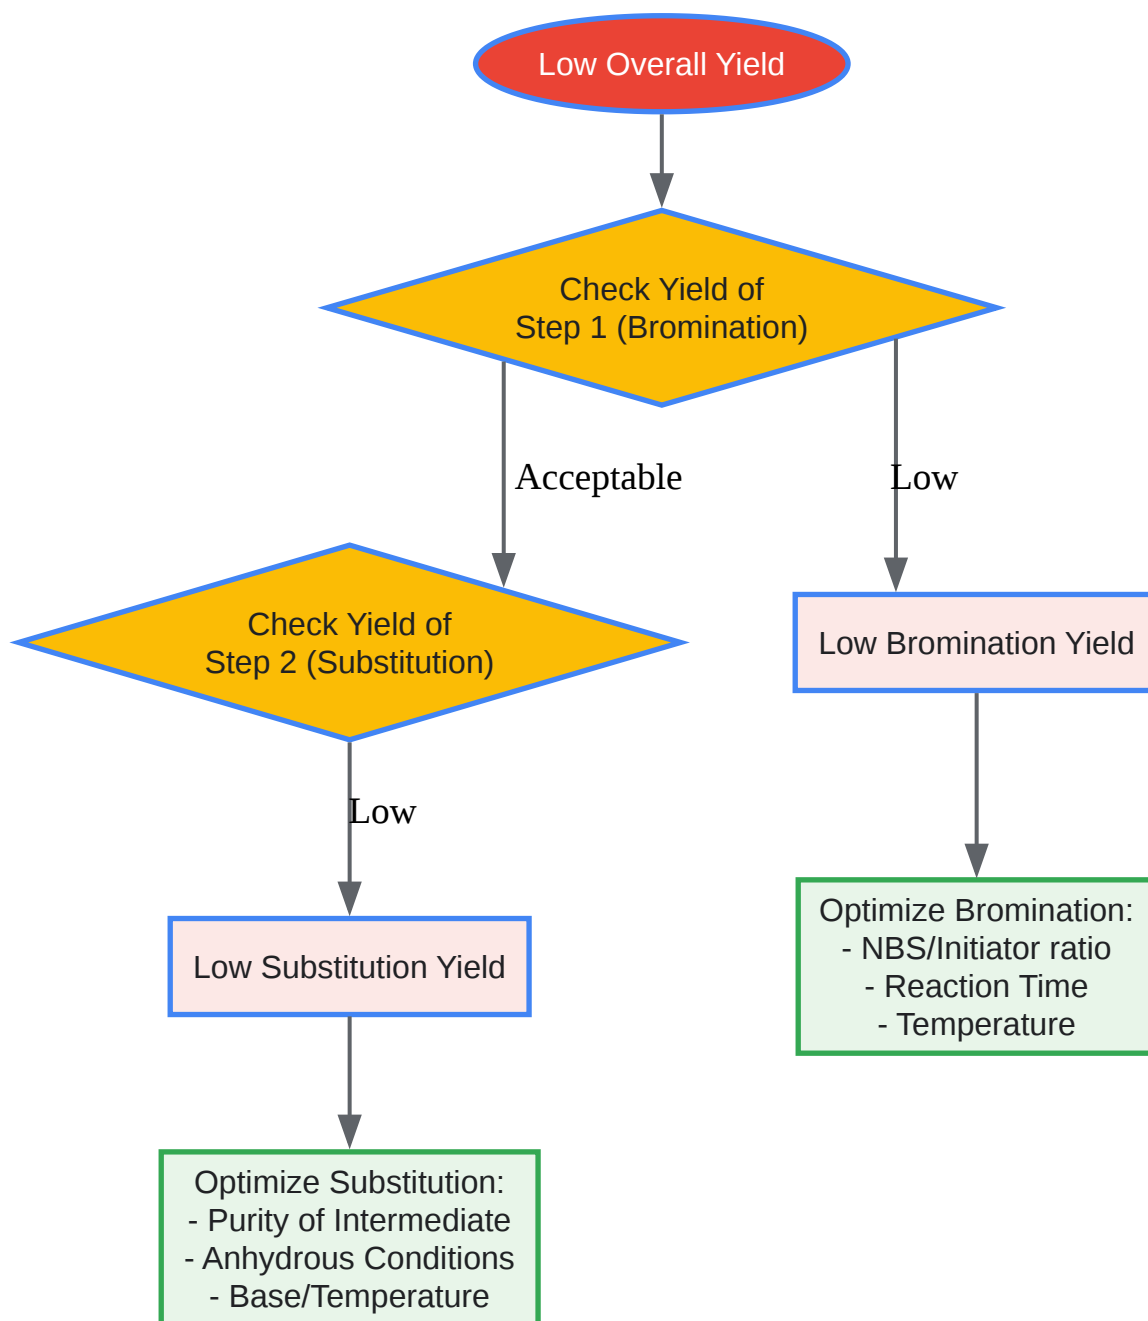 Low Overall Yield
Check Yield of
Step 1 (Bromination)
Acceptable
Low
Check Yield of
Step 2 (Substitution)
Low Bromination Yield
Low
Optimize Bromination:
- NBS/Initiator ratio
- Reaction Time
- Temperature
Low Substitution Yield
Optimize Substitution:
- Purity of Intermediate
- Anhydrous Conditions
- Base/Temperature